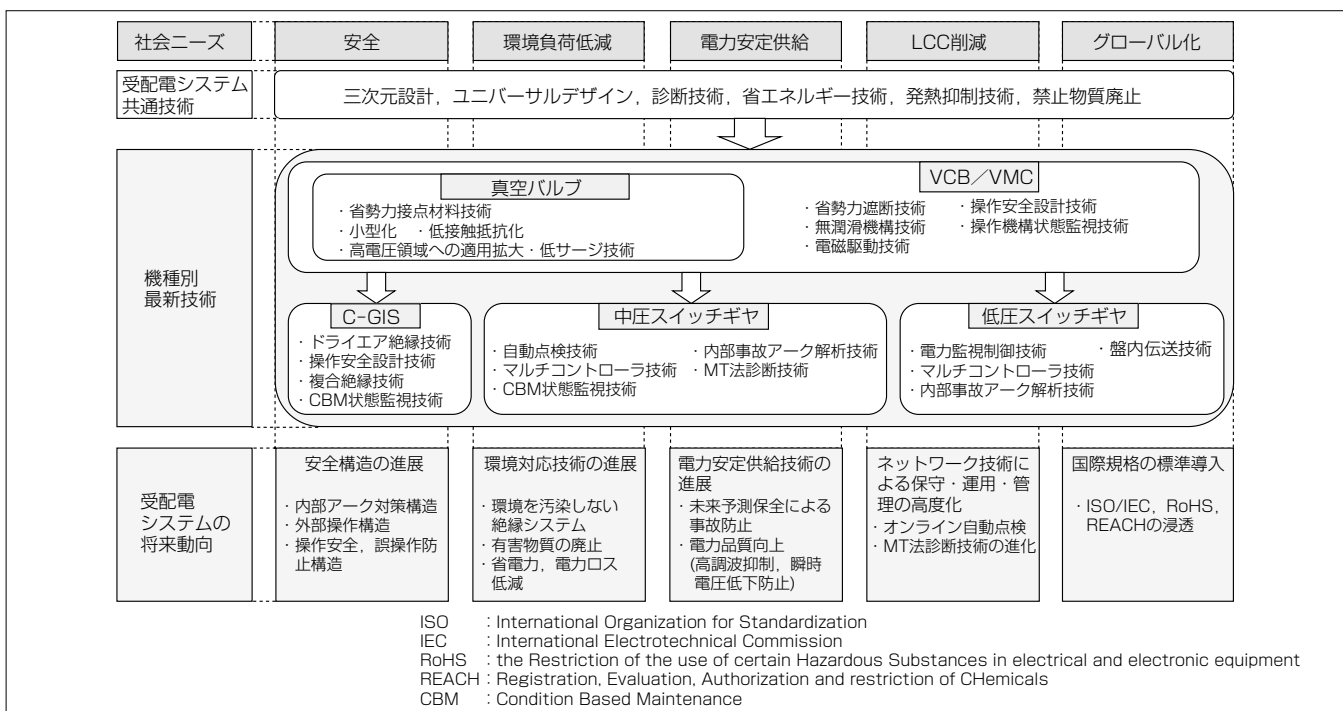 社会ニーズ
安全
環境負荷低減
電力安定供給
LCC削減
グローバル化
受配電システム
共通技術
三次元設計，ユニバーサルデザイン，診断技術，省エネルギー技術，発熱抑制技術，禁止物質廃止
機種別
最新技術
真空バルブ
・省勢力接点材料技術
・小型化　・低接触抵抗化
・高電圧領域への適用拡大・低サージ技術
VCB／VMC
・省勢力遮断技術
・無潤滑機構技術
・電磁駆動技術
・操作安全設計技術
・操作機構状態監視技術
C-GIS
・ドライエア絶縁技術
・操作安全設計技術
・複合絶縁技術
・CBM状態監視技術
中圧スイッチギヤ
・自動点検技術
・マルチコントローラ技術
・CBM状態監視技術
・内部事故アーク解析技術
・MT法診断技術
低圧スイッチギヤ
・電力監視制御技術
・マルチコントローラ技術
・内部事故アーク解析技術
・盤内伝送技術
受配電
システムの
将来動向
安全構造の進展
・内部アーク対策構造
・外部操作構造
・操作安全，誤操作防
止構造
環境対応技術の進展
・環境を汚染しない
絶縁システム
・有害物質の廃止
・省電力，電力ロス
低減
電力安定供給技術の
進展
・未来予測保全による
事故防止
・電力品質向上
(高調波抑制，瞬時
電圧低下防止)
ネットワーク技術によ
る保守・運用・管
理の高度化
・オンライン自動点検
・MT法診断技術の進化
国際規格の標準導入
・ISO/IEC，RoHS，
REACHの浸透
ISO : International Organization for Standardization
IEC : International Electrotechnical Commission
RoHS : the Restriction of the use of certain Hazardous Substances in electrical and electronic equipment
REACH : Registration, Evaluation, Authorization and restriction of CHemicals
CBM : Condition Based Maintenance